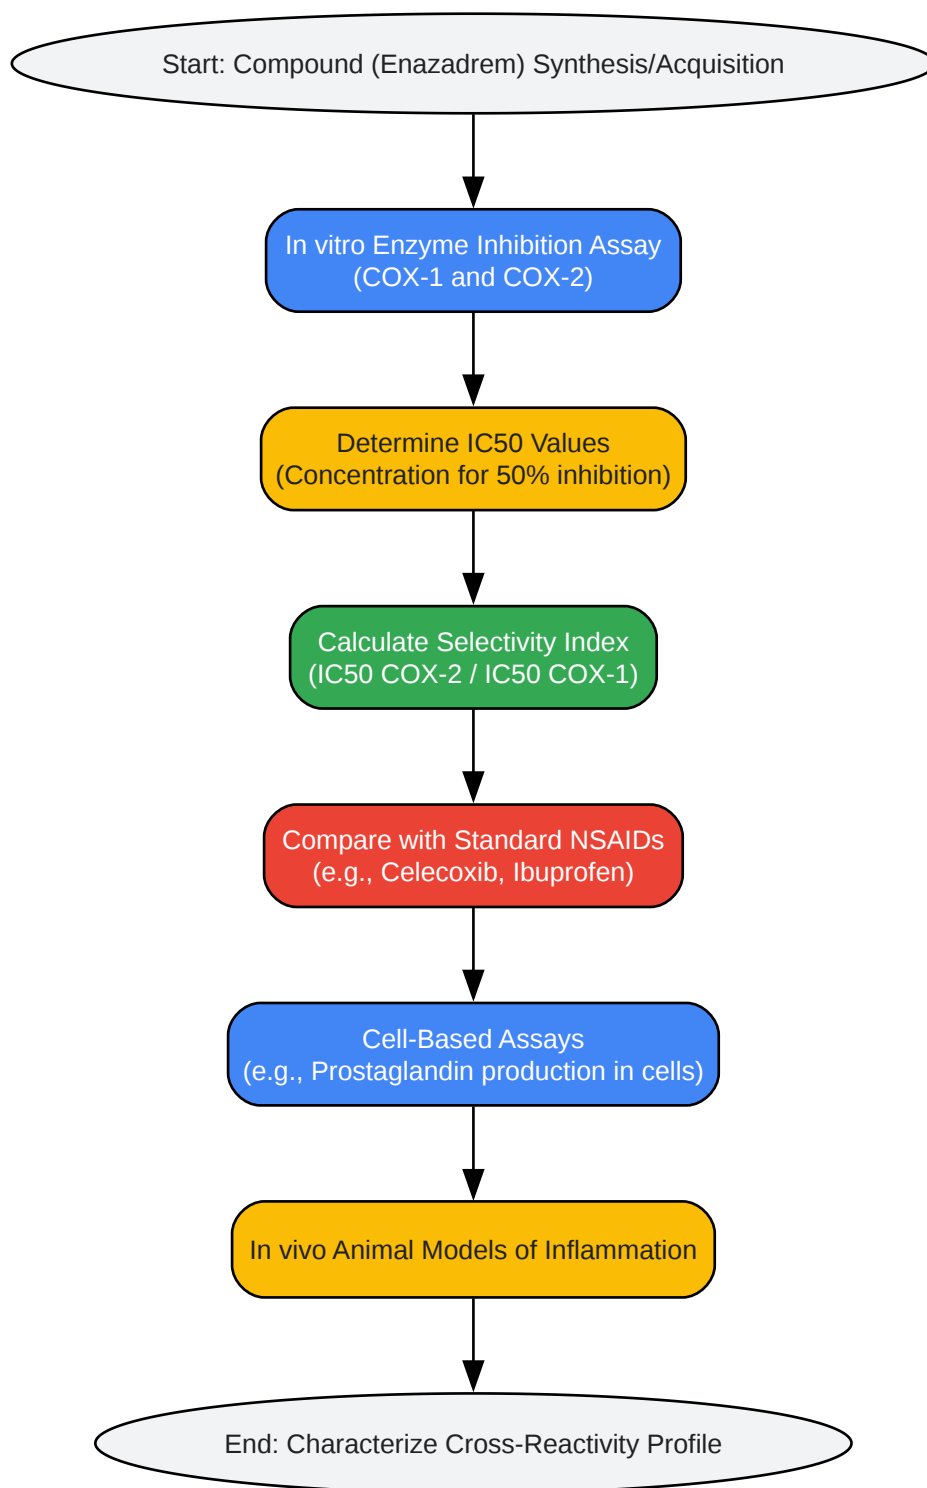 Start: Compound (Enazadrem) Synthesis/Acquisition
In vitro Enzyme Inhibition Assay
(COX-1 and COX-2)
Determine IC50 Values
(Concentration for 50% inhibition)
Calculate Selectivity Index
(IC50 COX-2 / IC50 COX-1)
Compare with Standard NSAIDs
(e.g., Celecoxib, Ibuprofen)
Cell-Based Assays
(e.g., Prostaglandin production in cells)
In vivo Animal Models of Inflammation
End: Characterize Cross-Reactivity Profile